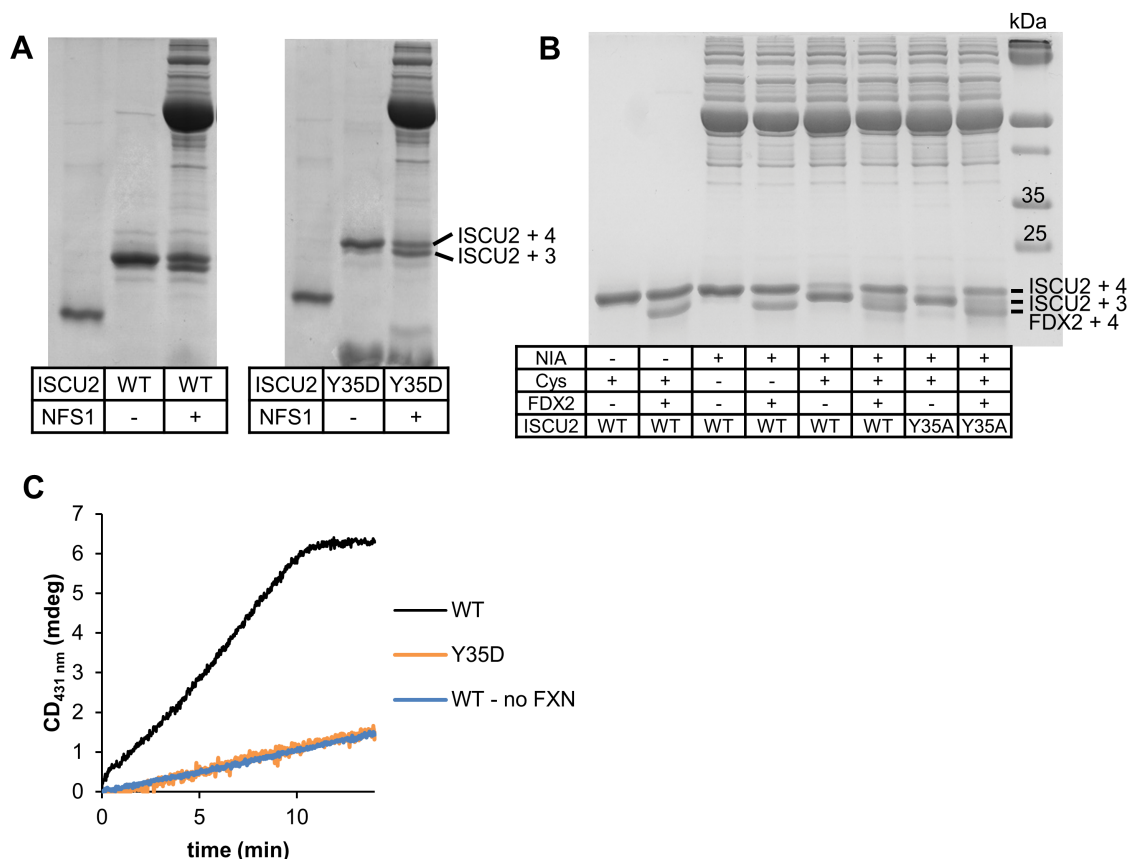 A
ISCU2 + 4
ISCU2 + 3
ISCU2 WT WT
NFS1 - +
ISCU2 Y35D Y35D
NFS1 - +
B
kDa
35
25
ISCU2 + 4
ISCU2 + 3
FDX2 + 4
NIA - - + + + + + +
Cys + + - - + + + +
FDX2 - + - + - + - +
ISCU2 WT WT WT WT WT WT Y35A Y35A
C
CD431 nm (mdeg)
7
6
5
4
3
2
1
0
0 5 10
time (min)
WT
Y35D
WT - no FXN